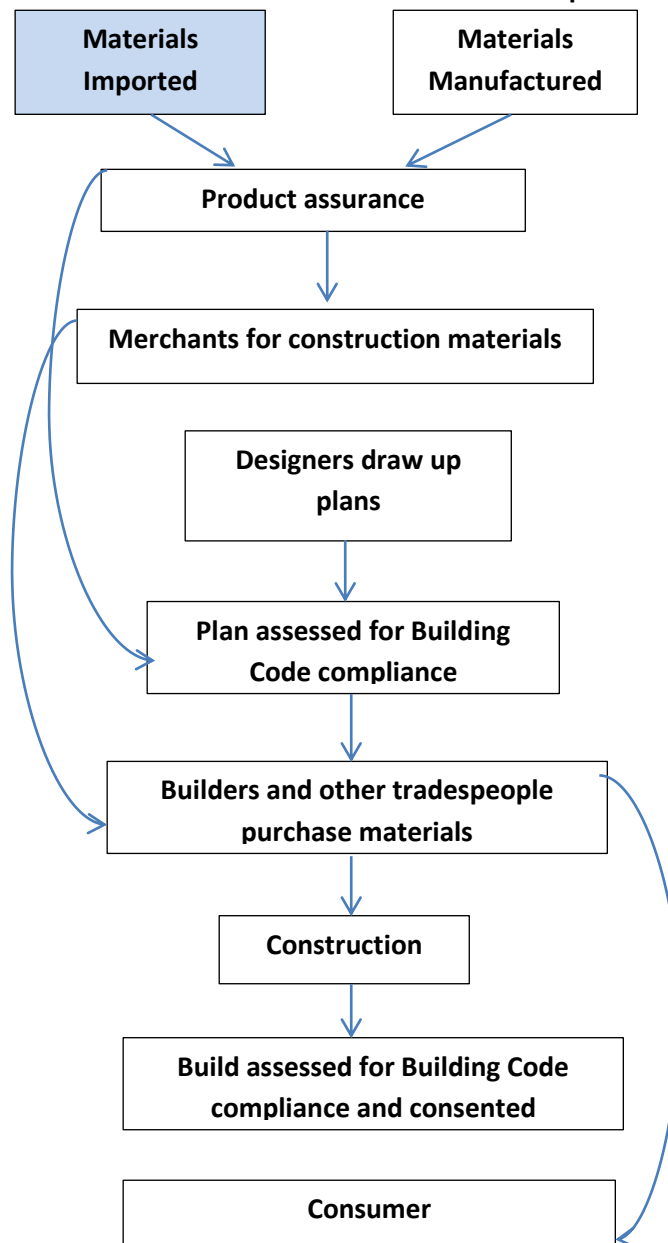 Materials
Imported
Materials
Manufactured
Product assurance
Merchants for construction materials
Designers draw up
plans
Plan assessed for Building
Code compliance
Builders and other tradespeople
purchase materials
Construction
Build assessed for Building Code
compliance and consented
Consumer